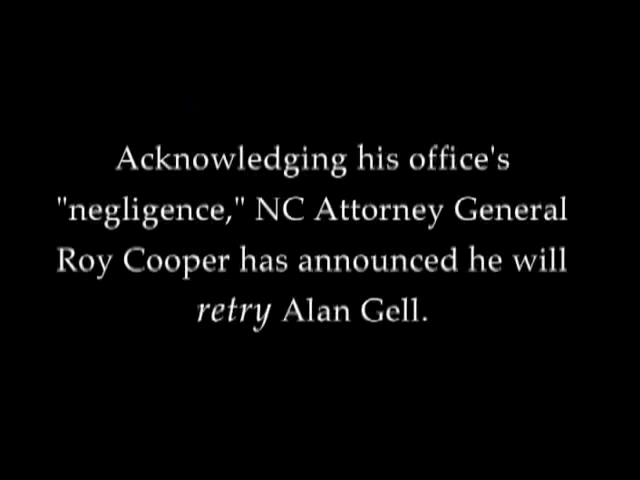 Acknowledging his office's
"negligence," NC Attorney General
Roy Cooper has announced he will
retry Alan Gell.